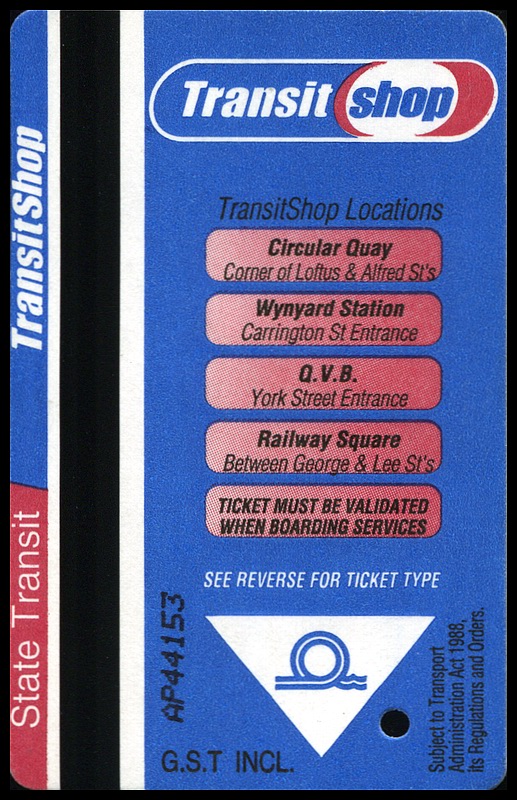 Transit shop
TransitShop Locations
Circular Quay
Corner of Loftus & Alfred St's
Wynyard Station
Carrington St Entrance
Q.V.B.
York Street Entrance
Railway Square
Between George & Lee St's
TICKET MUST BE VALIDATED
WHEN BOARDING SERVICES
SEE REVERSE FOR TICKET TYPE
AP44153
G.S.T INCL.
Subject to Transport
Administration Act 1988,
its Regulations and Orders.
TransitShop
State Transit